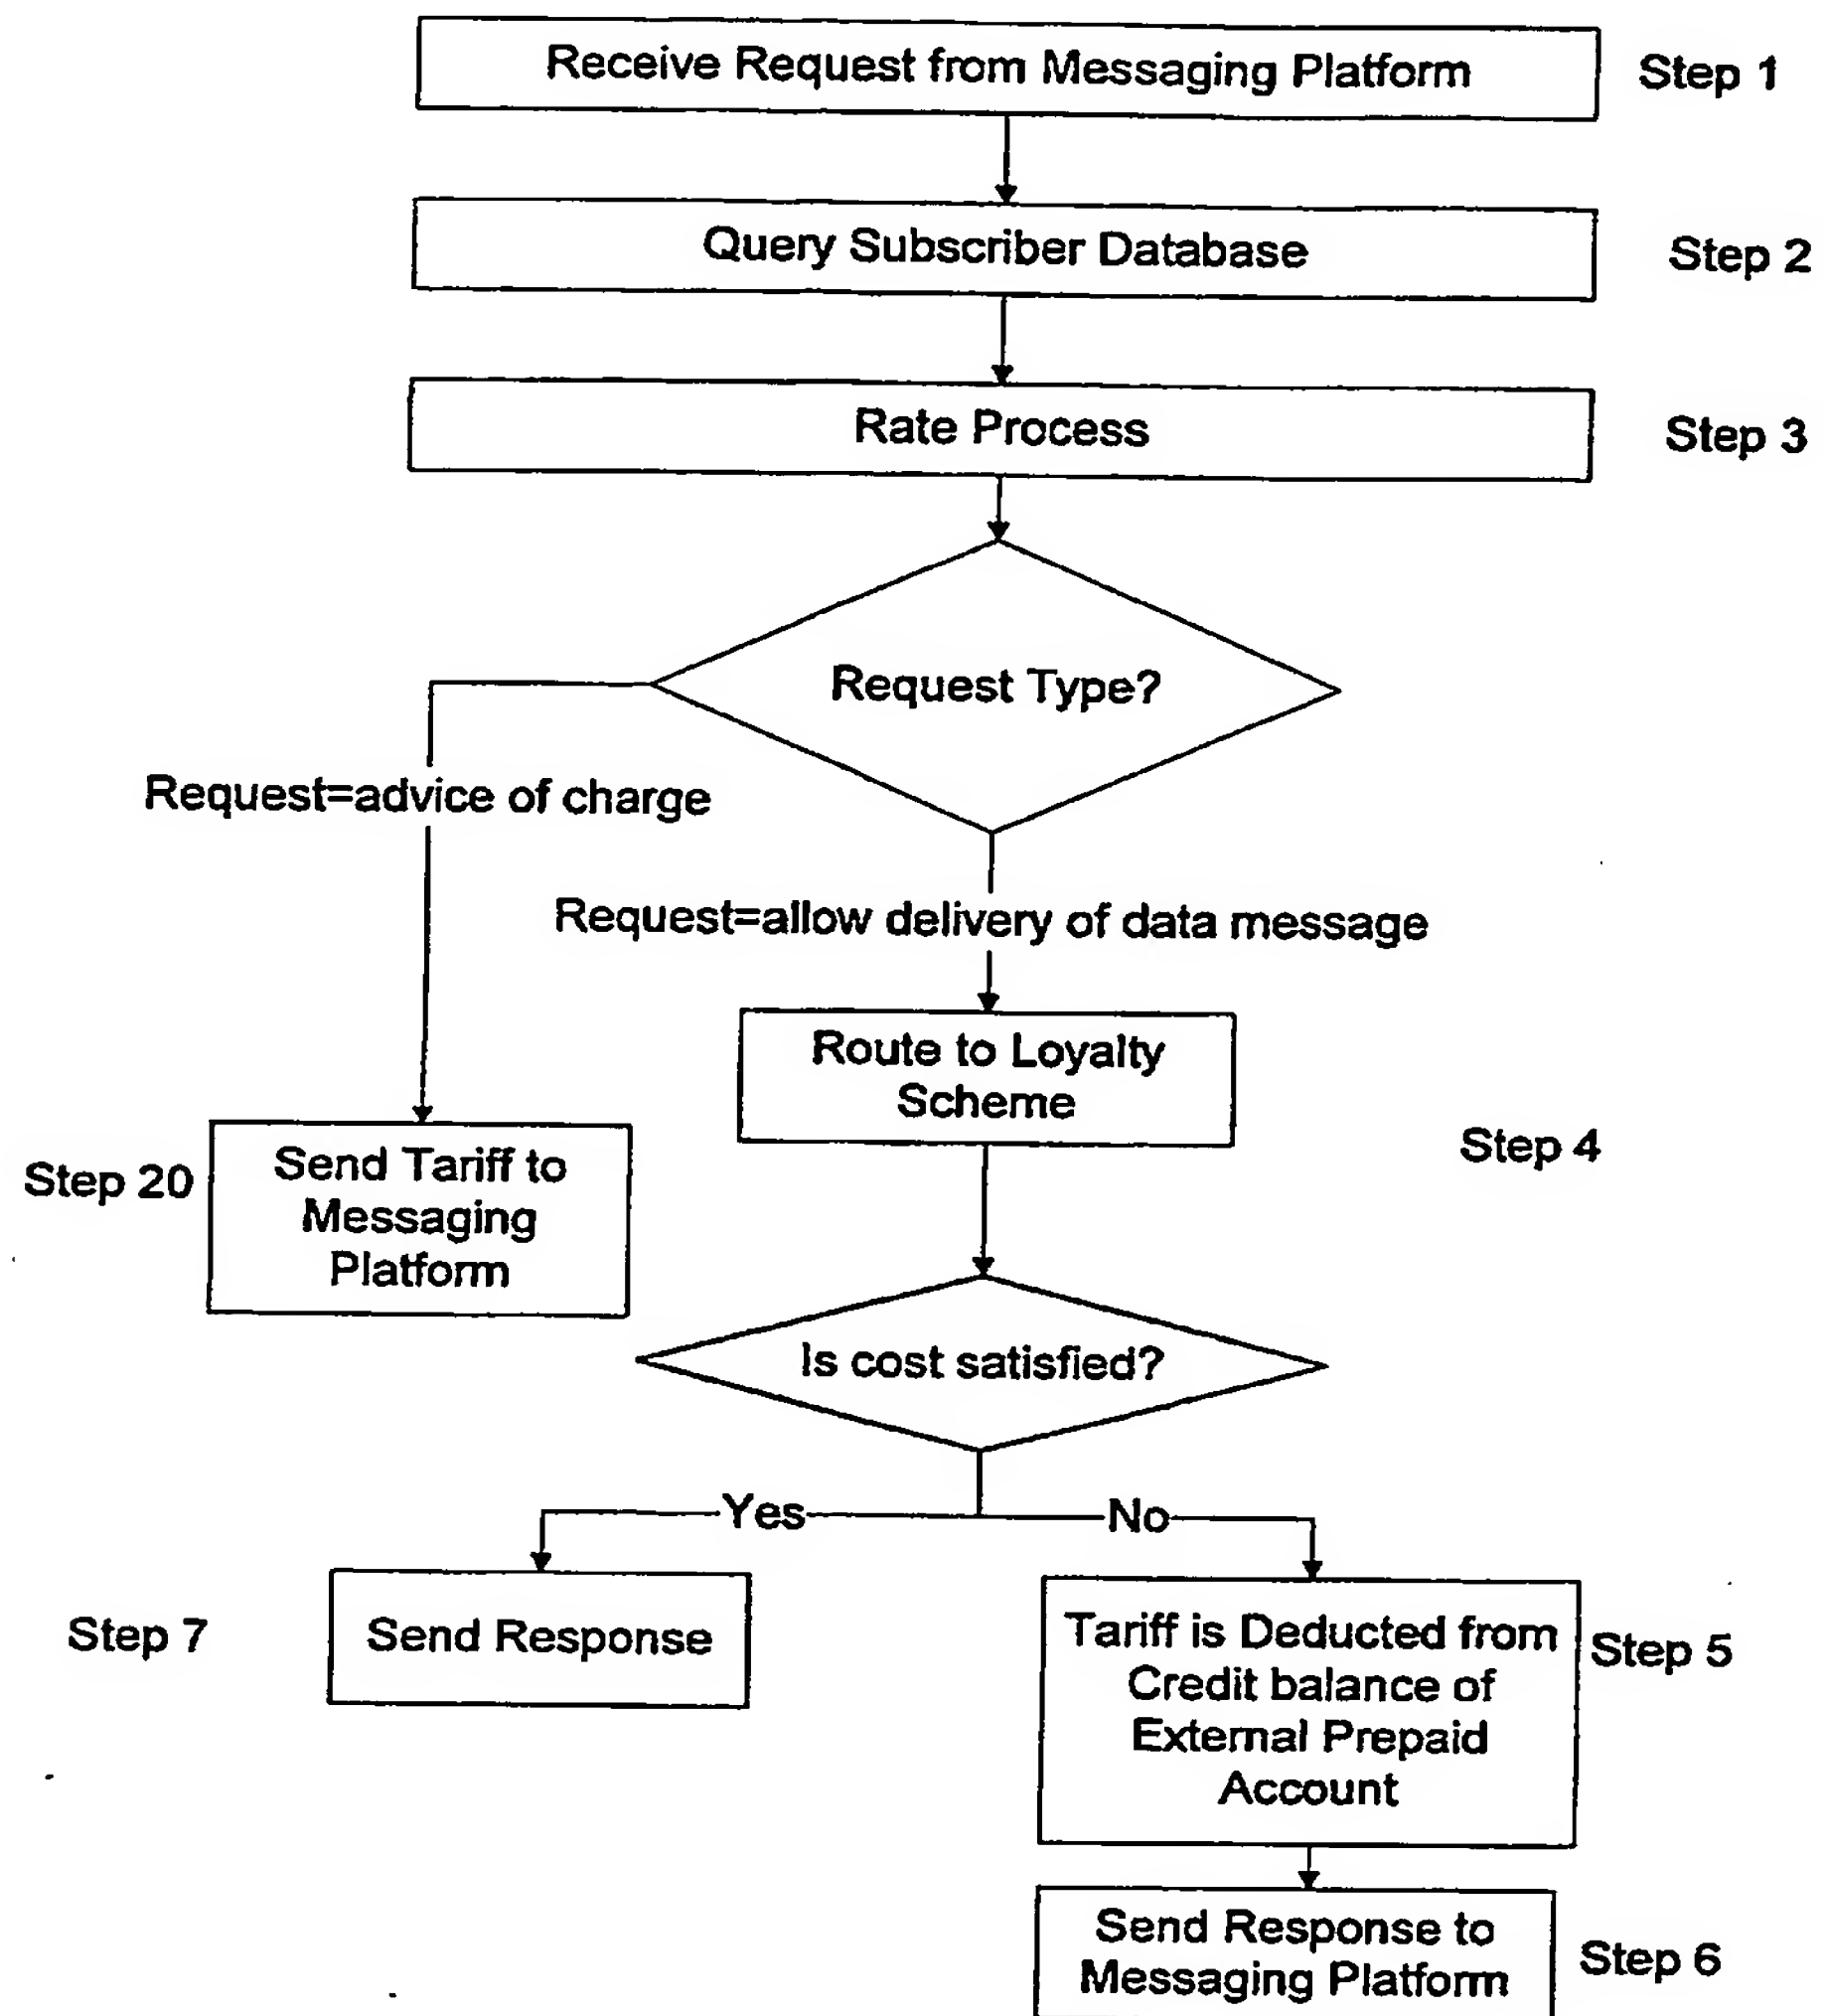 Receive Request from Messaging Platform
Step 1
Query Subscriber Database
Step 2
Rate Process
Step 3
Request Type?
Request=advice of charge
Request=allow delivery of data message
Route to Loyalty
Scheme
Step 4
Step 20
Send Tariff to
Messaging
Platform
Is cost satisfied?
Yes
No
Step 7
Send Response
Tariff is Deducted from
Credit balance of
External Prepaid
Account
Step 5
Send Response to
Messaging Platform
Step 6